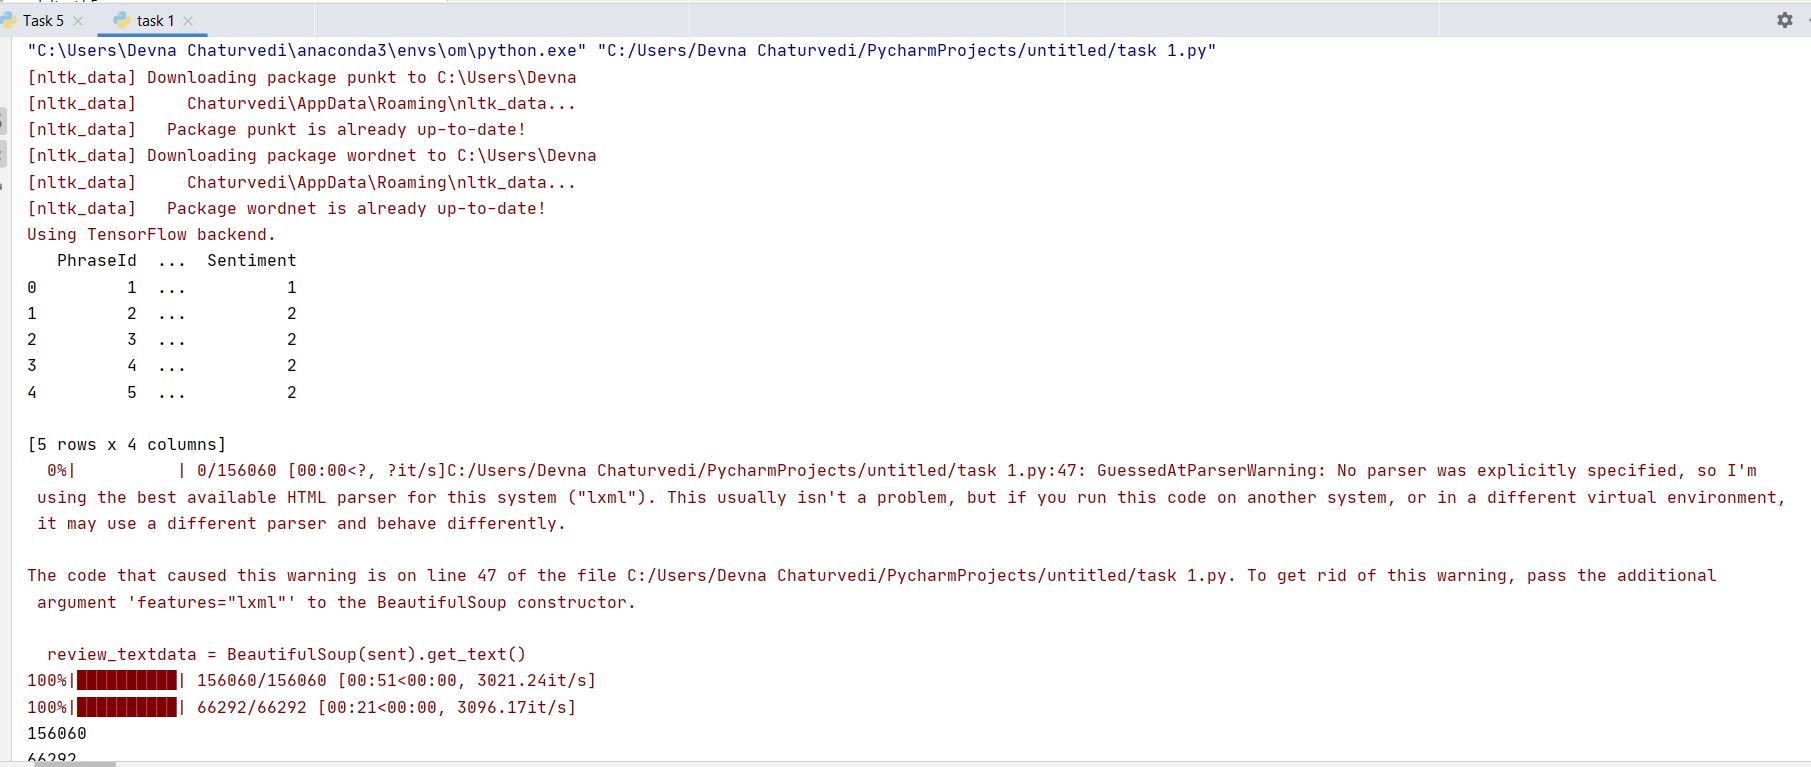 Task 5
task 1
"C:\Users\Devna Chaturvedi\anaconda3\envs\om\python.exe" "C:/Users/Devna Chaturvedi/PycharmProjects/untitled/task 1.py"
[nltk_data] Downloading package punkt to C:\Users\Devna
[nltk_data]     Chaturvedi\AppData\Roaming\nltk_data...
[nltk_data]   Package punkt is already up-to-date!
[nltk_data] Downloading package wordnet to C:\Users\Devna
[nltk_data]     Chaturvedi\AppData\Roaming\nltk_data...
[nltk_data]   Package wordnet is already up-to-date!
Using TensorFlow backend.
   PhraseId  ...  Sentiment
0         1  ...          1
1         2  ...          2
2         3  ...          2
3         4  ...          2
4         5  ...          2
[5 rows x 4 columns]
  0%|          | 0/156060 [00:00<?, ?it/s]C:/Users/Devna Chaturvedi/PycharmProjects/untitled/task 1.py:47: GuessedAtParserWarning: No parser was explicitly specified, so I'm
 using the best available HTML parser for this system ("lxml"). This usually isn't a problem, but if you run this code on another system, or in a different virtual environment,
 it may use a different parser and behave differently.
The code that caused this warning is on line 47 of the file C:/Users/Devna Chaturvedi/PycharmProjects/untitled/task 1.py. To get rid of this warning, pass the additional
 argument 'features="lxml"' to the BeautifulSoup constructor.
  review_textdata = BeautifulSoup(sent).get_text()
100%|██████████| 156060/156060 [00:51<00:00, 3021.24it/s]
100%|██████████| 66292/66292 [00:21<00:00, 3096.17it/s]
156060
66292